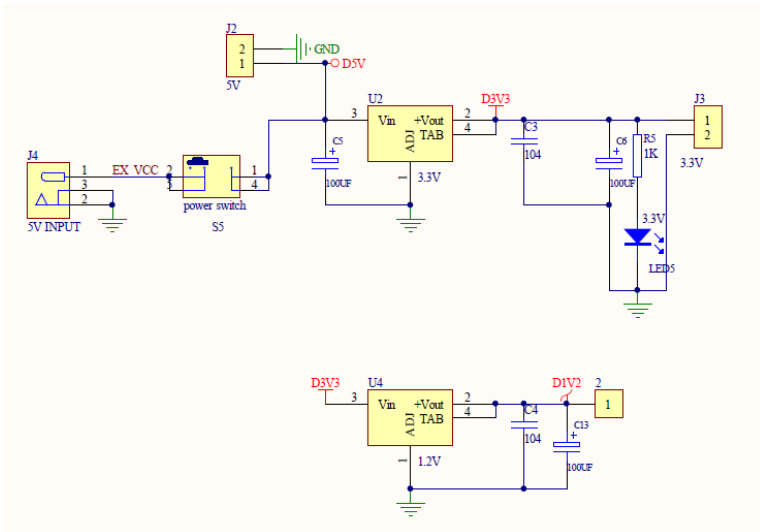 J2
2
GND
1
D5V
5V
U2
D3V3
J3
3
Vin
+Vout
2
TAB
4
ADJ
1
3.3V
C5
+
100UF
C3
104
C6
+
100UF
R5
1K
1
2
3.3V
J4
1
EX_VCC
2
1
3
5
4
2
power switch
5V INPUT
S5
3.3V
LED5
D3V3
U4
D1V2
2
3
Vin
+Vout
2
1
TAB
4
ADJ
1
1.2V
C4
104
C13
+
100UF